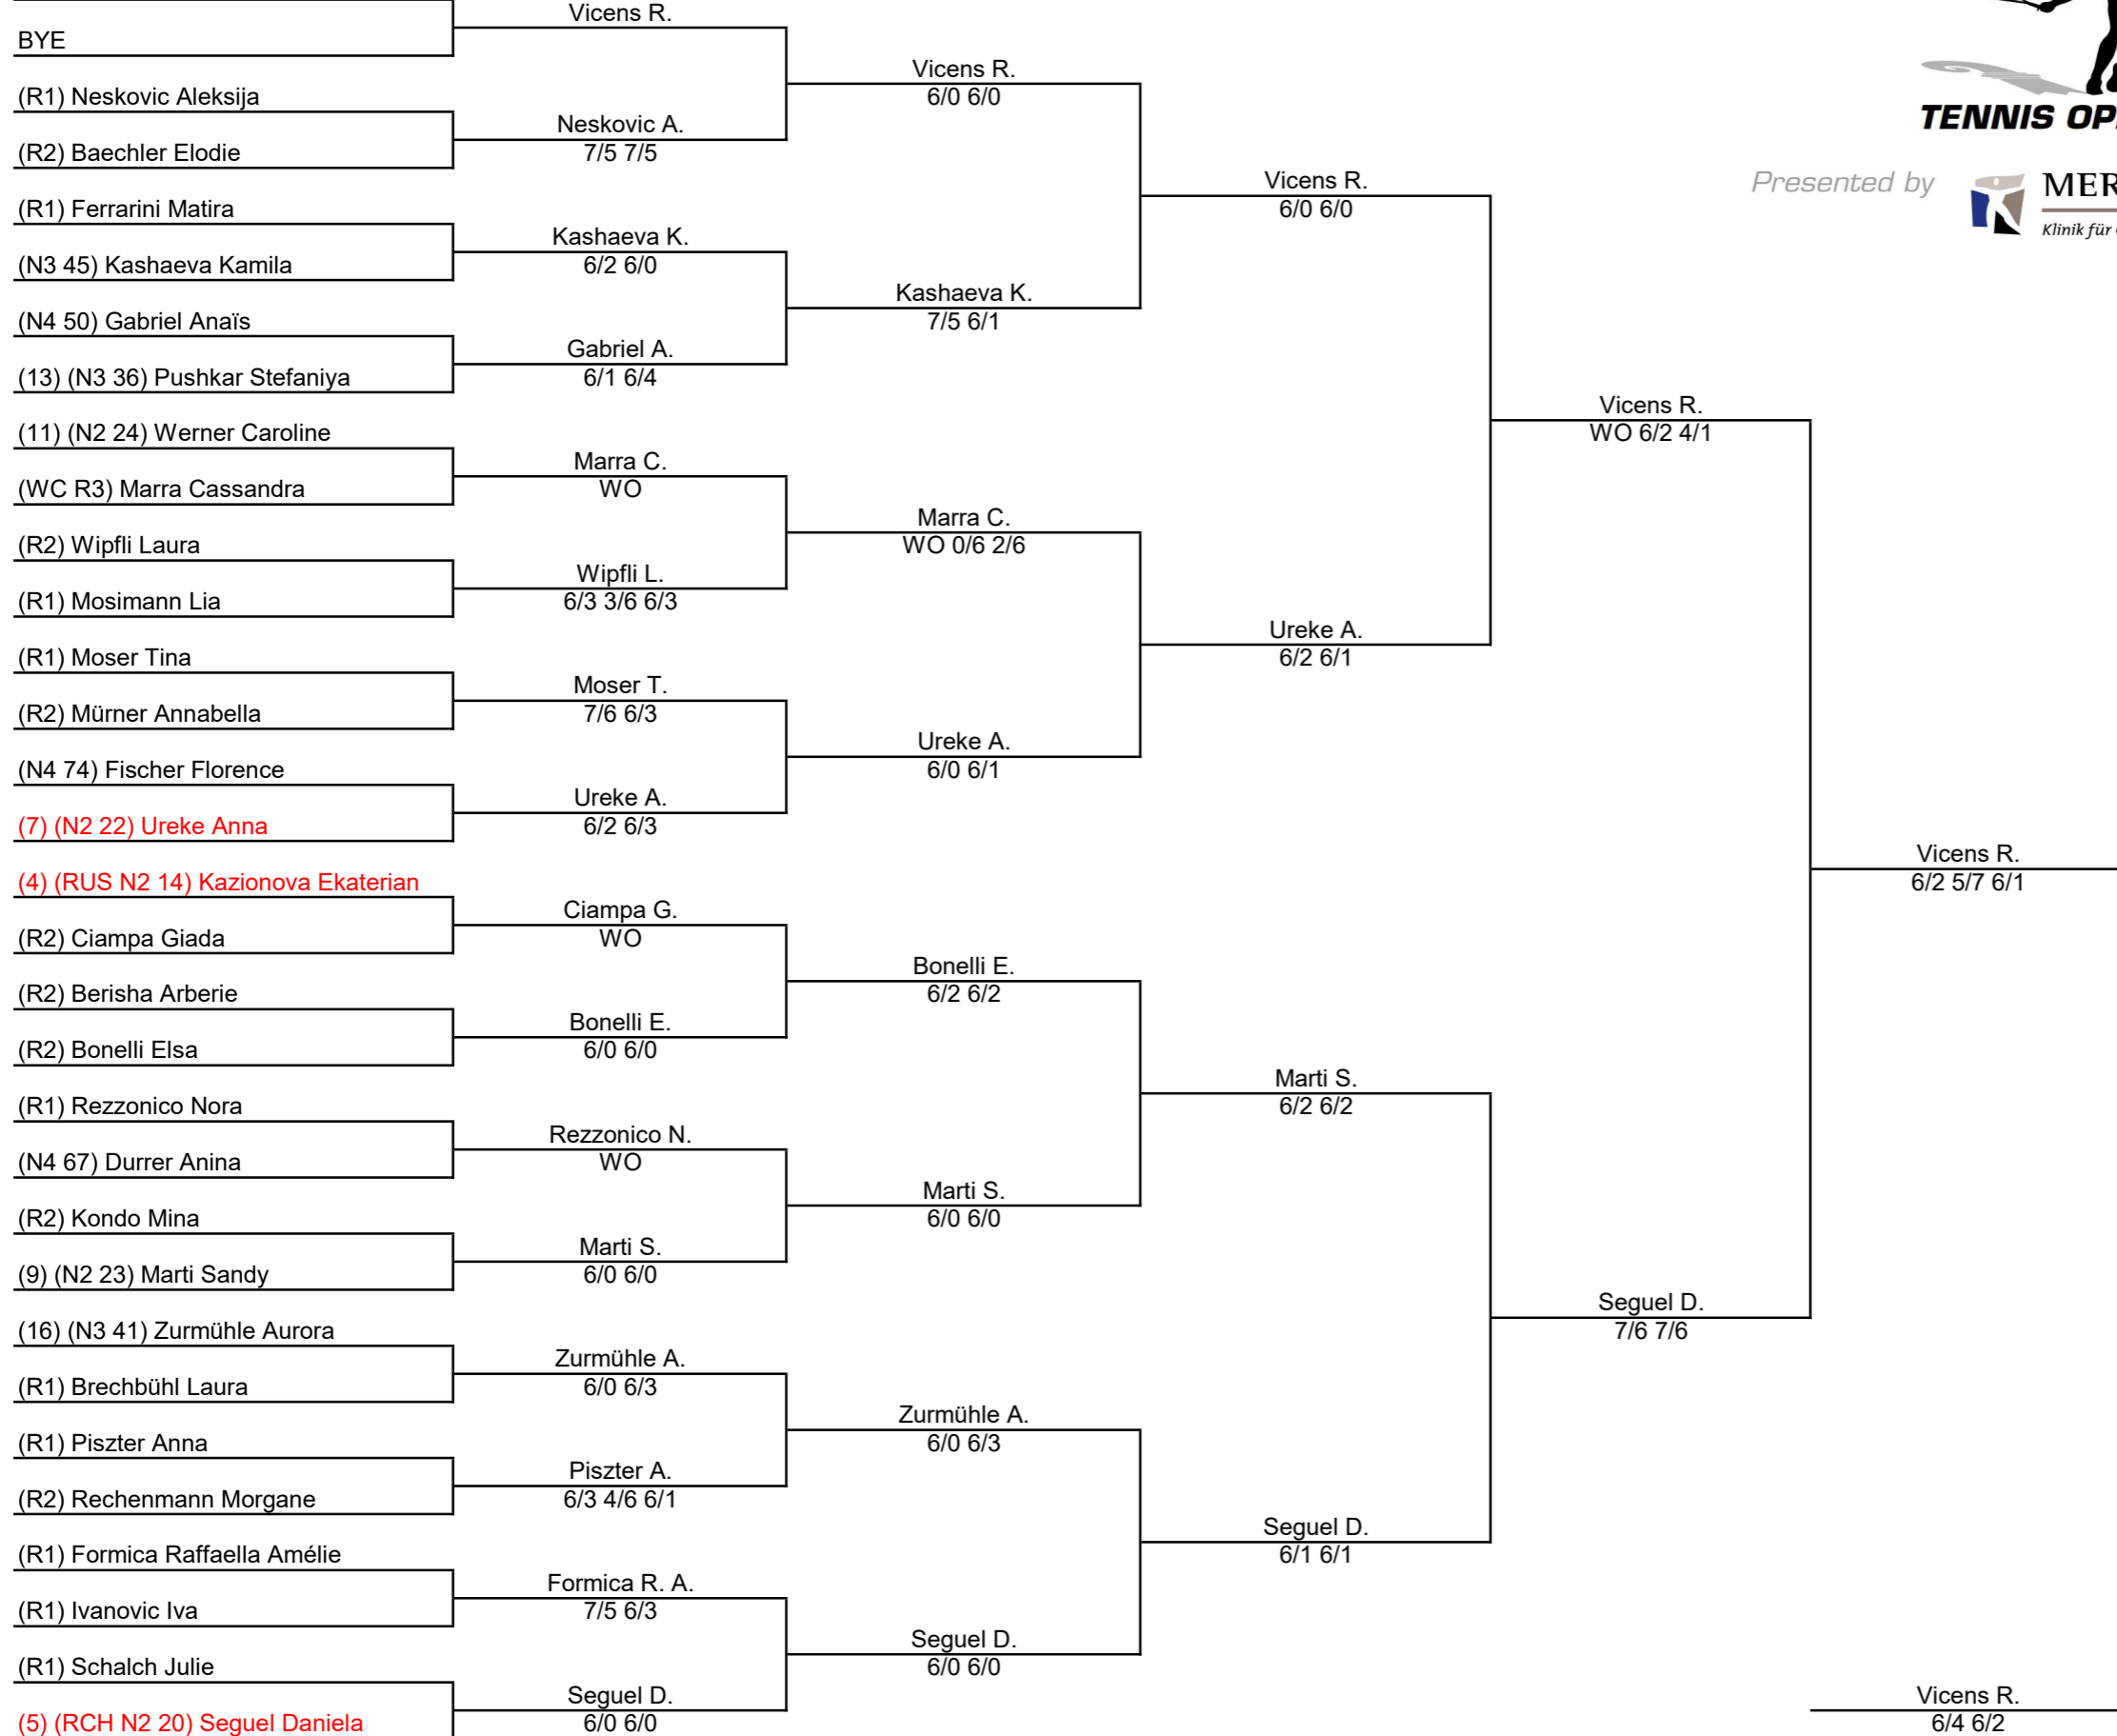 BYE
(R1) Neskovic Aleksija
(R2) Baechler Elodie
(R1) Ferrarini Matira
(N3 45) Kashaeva Kamila
(N4 50) Gabriel Anaïs
(13) (N3 36) Pushkar Stefaniya
(11) (N2 24) Werner Caroline
(WC R3) Marra Cassandra
(R2) Wipfli Laura
(R1) Mosimann Lia
(R1) Moser Tina
(R2) Mürner Annabella
(N4 74) Fischer Florence
(7) (N2 22) Ureke Anna
(4) (RUS N2 14) Kazionova Ekaterian
(R2) Ciampa Giada
(R2) Berisha Arberie
(R2) Bonelli Elsa
(R1) Rezzonico Nora
(N4 67) Durrer Anina
(R2) Kondo Mina
(9) (N2 23) Marti Sandy
(16) (N3 41) Zurmühle Aurora
(R1) Brechbühl Laura
(R1) Piszter Anna
(R2) Rechenmann Morgane
(R1) Formica Raffaella Amélie
(R1) Ivanovic Iva
(R1) Schalch Julie
(5) (RCH N2 20) Seguel Daniela
Vicens R.
Neskovic A.
7/5 7/5
Kashaeva K.
6/2 6/0
Gabriel A.
6/1 6/4
Marra C.
WO
Wipfli L.
6/3 3/6 6/3
Moser T.
7/6 6/3
Ureke A.
6/2 6/3
Ciampa G.
WO
Bonelli E.
6/0 6/0
Rezzonico N.
WO
Marti S.
6/0 6/0
Zurmühle A.
6/0 6/3
Piszter A.
6/3 4/6 6/1
Formica R. A.
7/5 6/3
Seguel D.
6/0 6/0
Vicens R.
6/0 6/0
Kashaeva K.
7/5 6/1
Marra C.
WO 0/6 2/6
Ureke A.
6/0 6/1
Bonelli E.
6/2 6/2
Marti S.
6/0 6/0
Zurmühle A.
6/0 6/3
Seguel D.
6/0 6/0
Vicens R.
6/0 6/0
Ureke A.
6/2 6/1
Marti S.
6/2 6/2
Seguel D.
6/1 6/1
Vicens R.
WO 6/2 4/1
Seguel D.
7/6 7/6
Vicens R.
6/2 5/7 6/1
Vicens R.
6/4 6/2
TENNIS OP
Presented by
MER
Klinik für